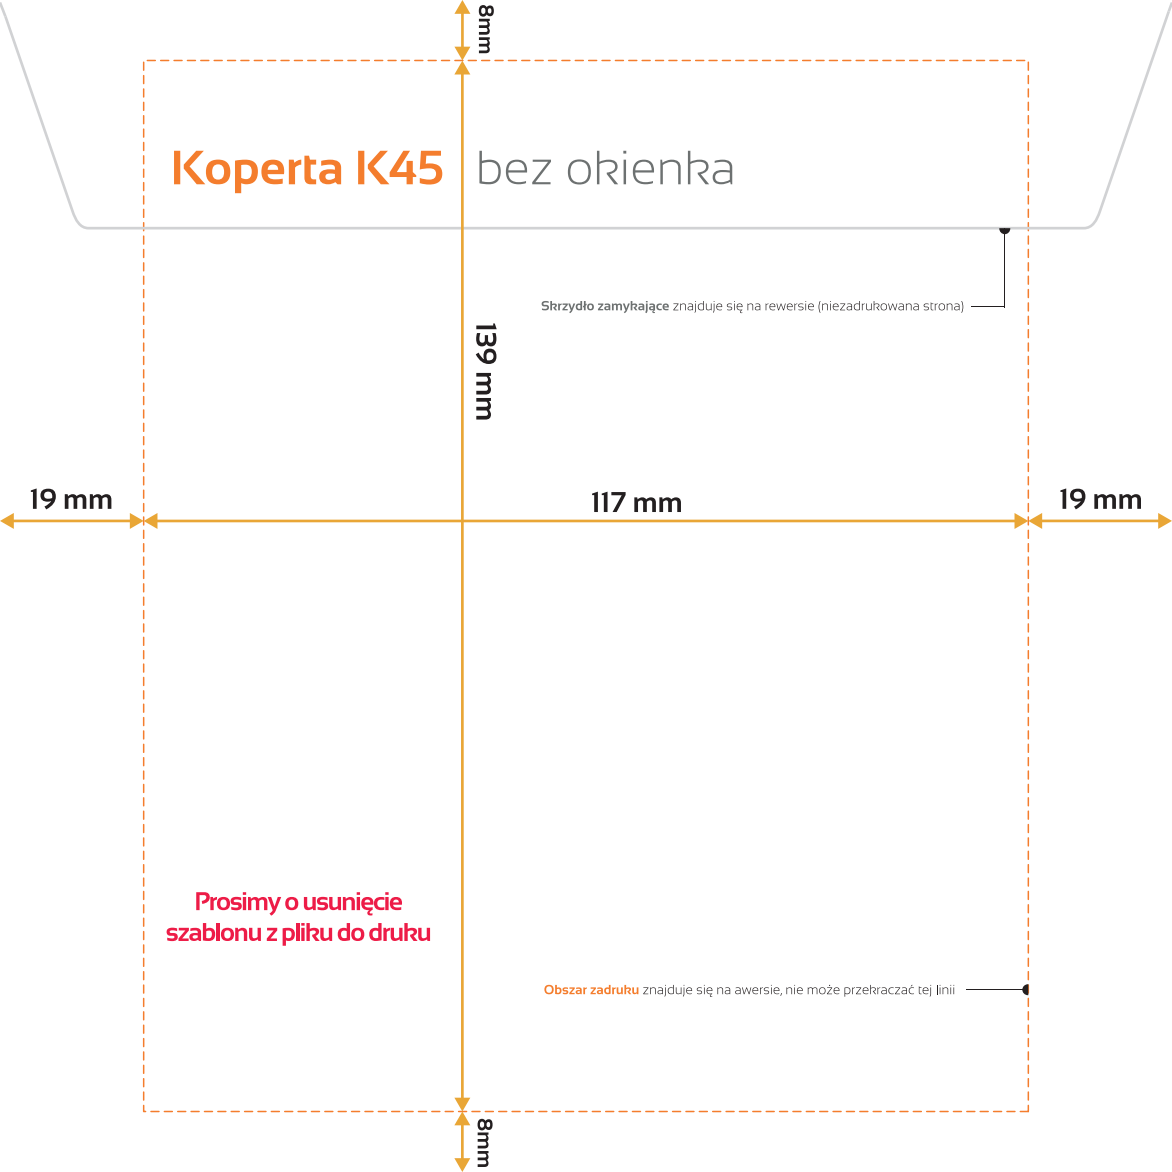 8mm
Koperta K45 bez okienka
Skrzydło zamykające znajduje się na rewersie (niezadrukowana strona)
139 mm
19 mm
117 mm
19 mm
Prosimy o usunięcie
szablonu z pliku do druku
Obszar zadruku znajduje się na awersie, nie może przekraczać tej linii
8mm